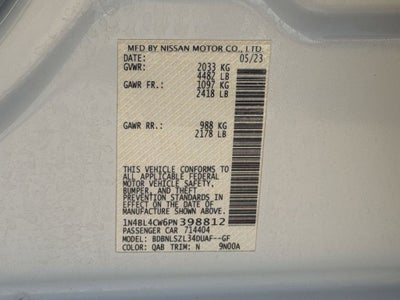 MFD BY NISSAN MOTOR CO., LTD.
DATE: 05/23
GVWR: 2033 KG
4482 LB
GAWR FR.: 1097 KG
2418 LB
GAWR RR.: 988 KG
2178 LB
THIS VEHICLE CONFORMS
TO ALL APPLICABLE FEDERAL
MOTOR VEHICLE SAFETY,
BUMPER, AND THEFT
PREVENTION STANDARDS
IN EFFECT ON THE DATE OF
MANUFACTURE SHOWN ABOVE.
1N4BL4CW6PN398812
PASSENGER CAR 714404
MODEL: BDBNLSZL34DUAF--GF
COLOR: QAB TRIM: N 9N00A